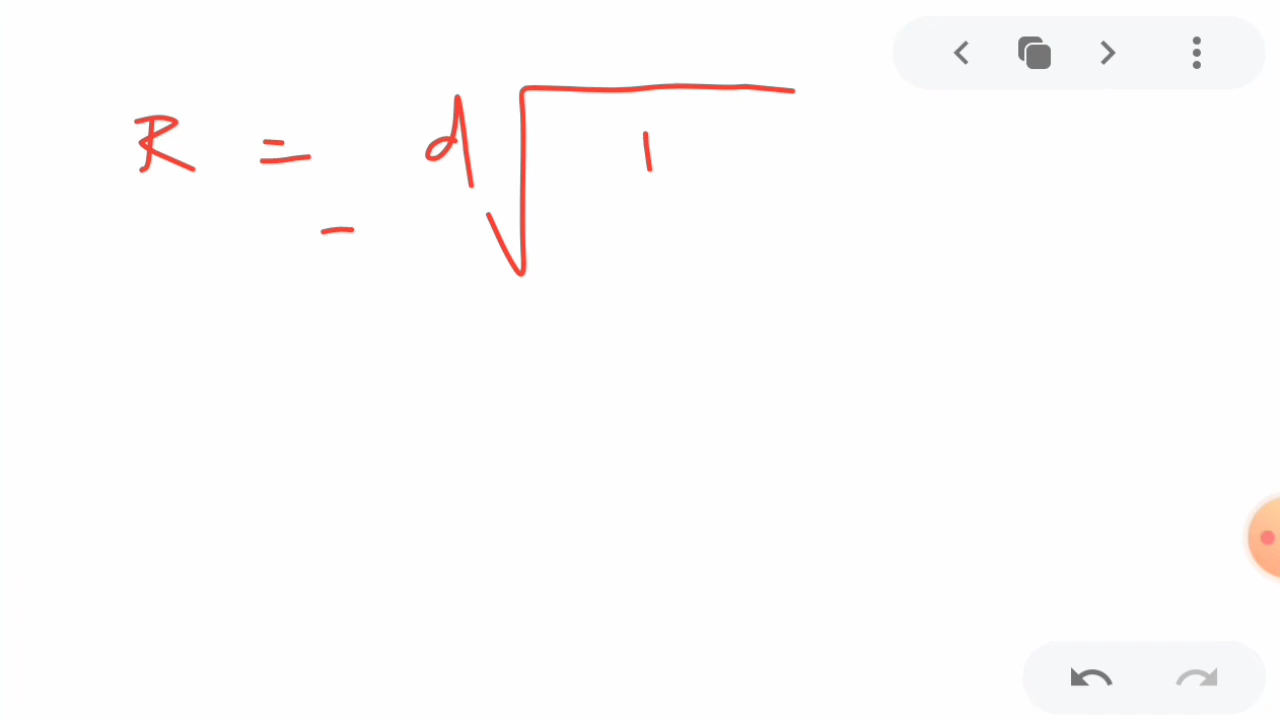 R = d√1
-